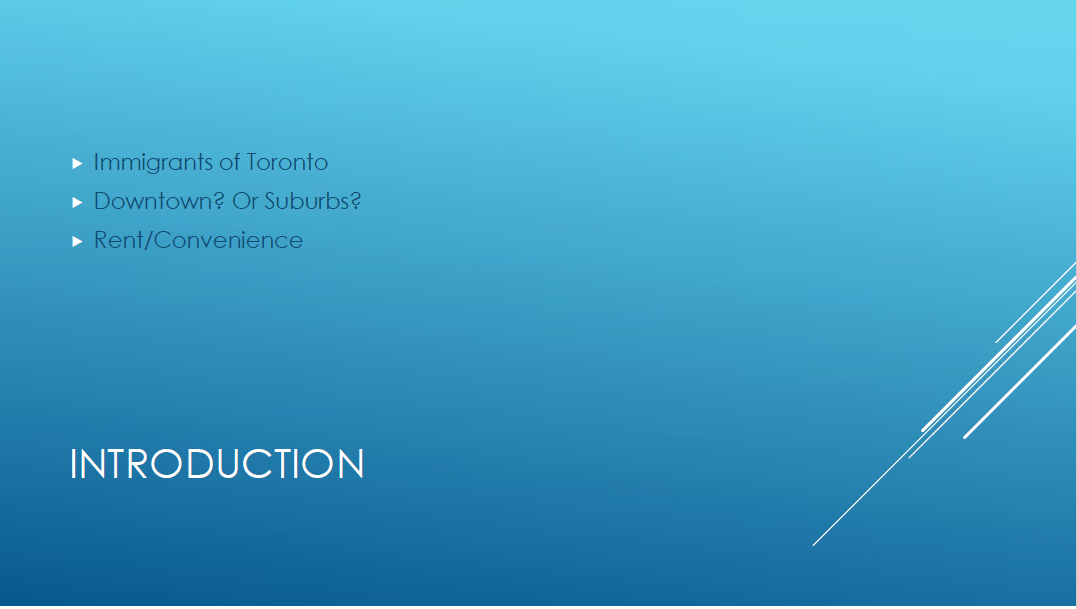 Immigrants of Toronto
Downtown? Or Suburbs?
Rent/Convenience
INTRODUCTION